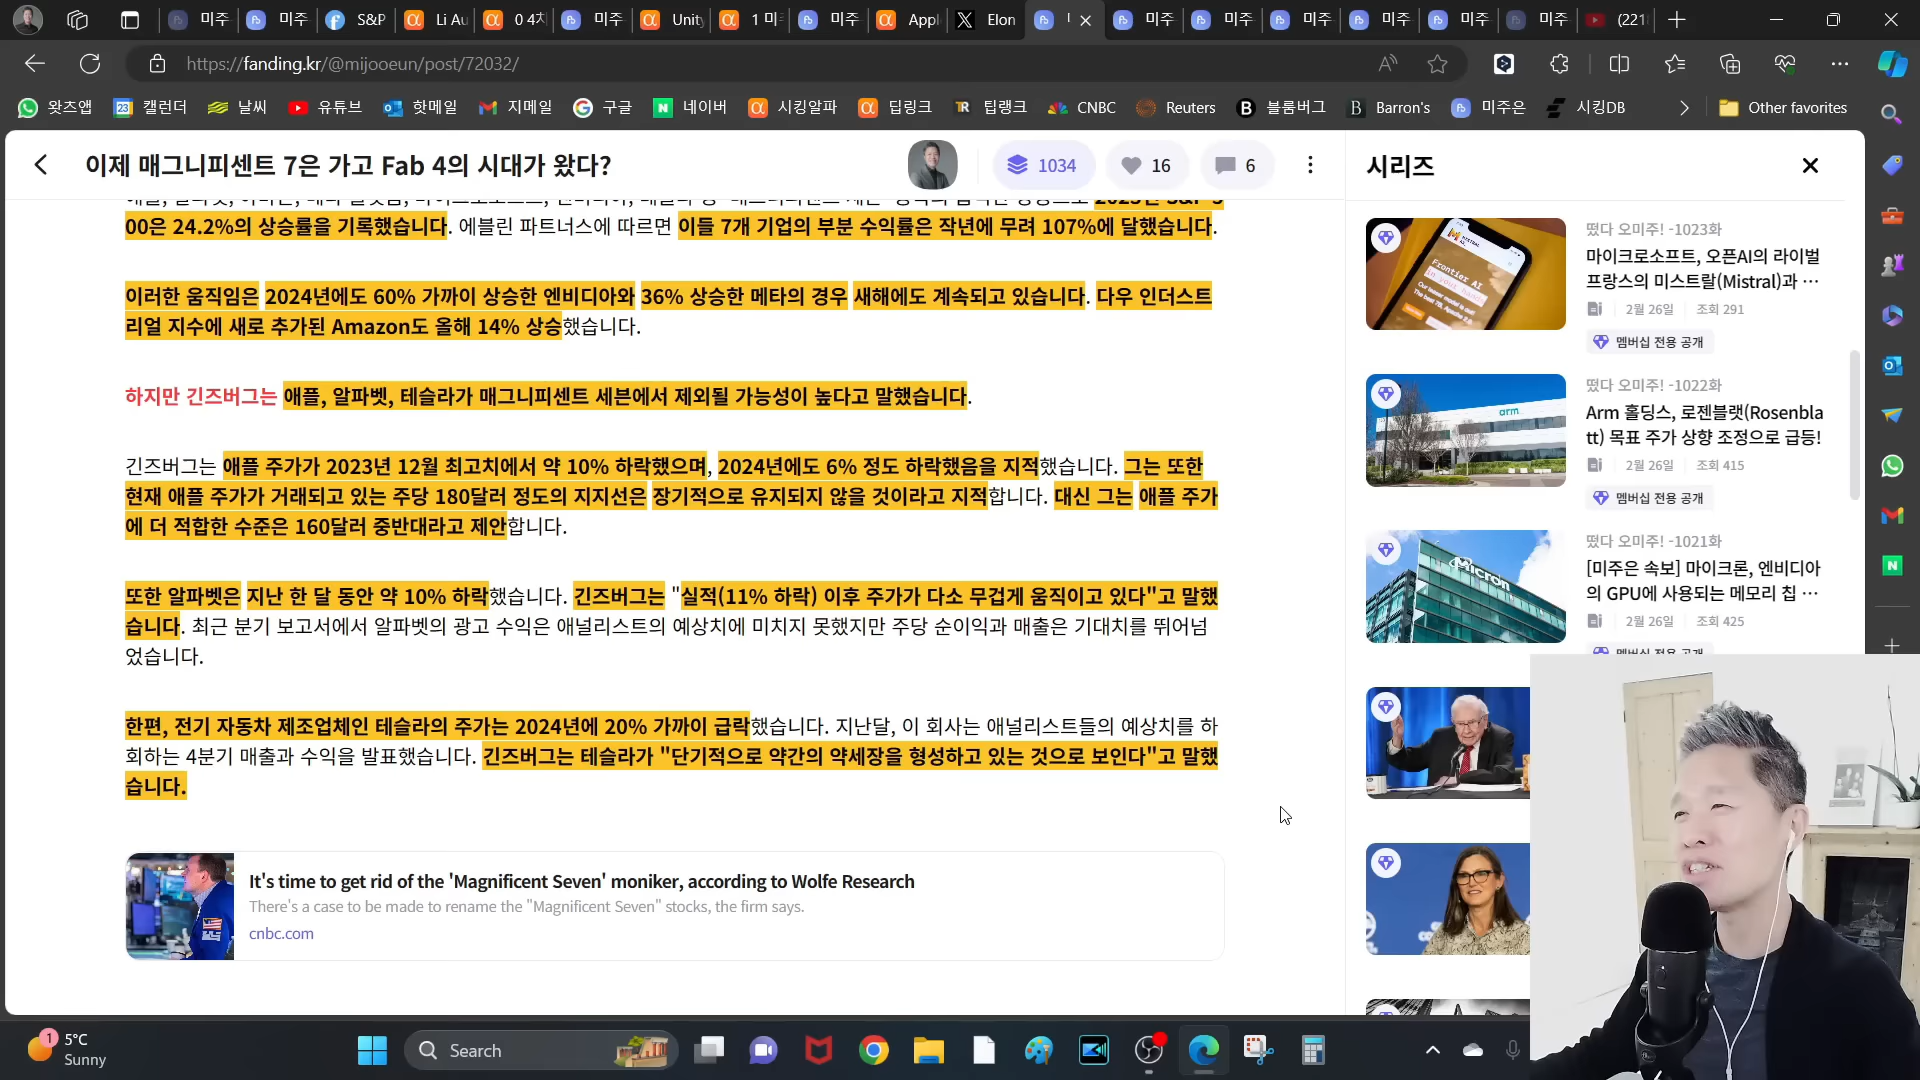 미주
미주
S&P
Li Au
0 4차
미주
Unity
1 미
미주
Appl
Elon
미주
미주
미주
미주
미주
미주
(221
https://fanding.kr/@mijooeun/post/72032/
왓츠앱
캘린더
날씨
유튜브
핫메일
지메일
구글
네이버
시킹알파
딥링크
팁랭크
CNBC
Reuters
블룸버그
Barron's
미주은
시킹DB
Other favorites
이제 매그니피센트 7은 가고 Fab 4의 시대가 왔다?
1034
16
6
00은 24.2%의 상승률을 기록했습니다. 에블린 파트너스에 따르면 이들 7개 기업의 부분 수익률은 작년에 무려 107%에 달했습니다.
이러한 움직임은 2024년에도 60% 가까이 상승한 엔비디아와 36% 상승한 메타의 경우 새해에도 계속되고 있습니다. 다우 인더스트
리얼 지수에 새로 추가된 Amazon도 올해 14% 상승했습니다.
하지만 긴즈버그는 애플, 알파벳, 테슬라가 매그니피센트 세븐에서 제외될 가능성이 높다고 말했습니다.
긴즈버그는 애플 주가가 2023년 12월 최고치에서 약 10% 하락했으며, 2024년에도 6% 정도 하락했음을 지적했습니다. 그는 또한
현재 애플 주가가 거래되고 있는 주당 180달러 정도의 지지선은 장기적으로 유지되지 않을 것이라고 지적합니다. 대신 그는 애플 주가
에 더 적합한 수준은 160달러 중반대라고 제안합니다.
또한 알파벳은 지난 한 달 동안 약 10% 하락했습니다. 긴즈버그는 "실적(11% 하락) 이후 주가가 다소 무겁게 움직이고 있다"고 말했
습니다. 최근 분기 보고서에서 알파벳의 광고 수익은 애널리스트의 예상치에 미치지 못했지만 주당 순이익과 매출은 기대치를 뛰어넘
었습니다.
한편, 전기 자동차 제조업체인 테슬라의 주가는 2024년에 20% 가까이 급락했습니다. 지난달, 이 회사는 애널리스트들의 예상치를 하
회하는 4분기 매출과 수익을 발표했습니다. 긴즈버그는 테슬라가 "단기적으로 약간의 약세장을 형성하고 있는 것으로 보인다"고 말했
습니다.
It's time to get rid of the 'Magnificent Seven' moniker, according to Wolfe Research
There's a case to be made to rename the "Magnificent Seven" stocks, the firm says.
cnbc.com
시리즈
떴다 오미주! -1023화
마이크로소프트, 오픈AI의 라이벌
프랑스의 미스트랄(Mistral)과 …
2월 26일 조회 291
멤버십 전용 공개
떴다 오미주! -1022화
Arm 홀딩스, 로젠블랫(Rosenbla
tt) 목표 주가 상향 조정으로 급등!
2월 26일 조회 415
멤버십 전용 공개
떴다 오미주! -1021화
[미주은 속보] 마이크론, 엔비디아
의 GPU에 사용되는 메모리 칩 …
2월 26일 조회 425
Frontier AI
arm
Micron
1
5°C
Sunny
Search